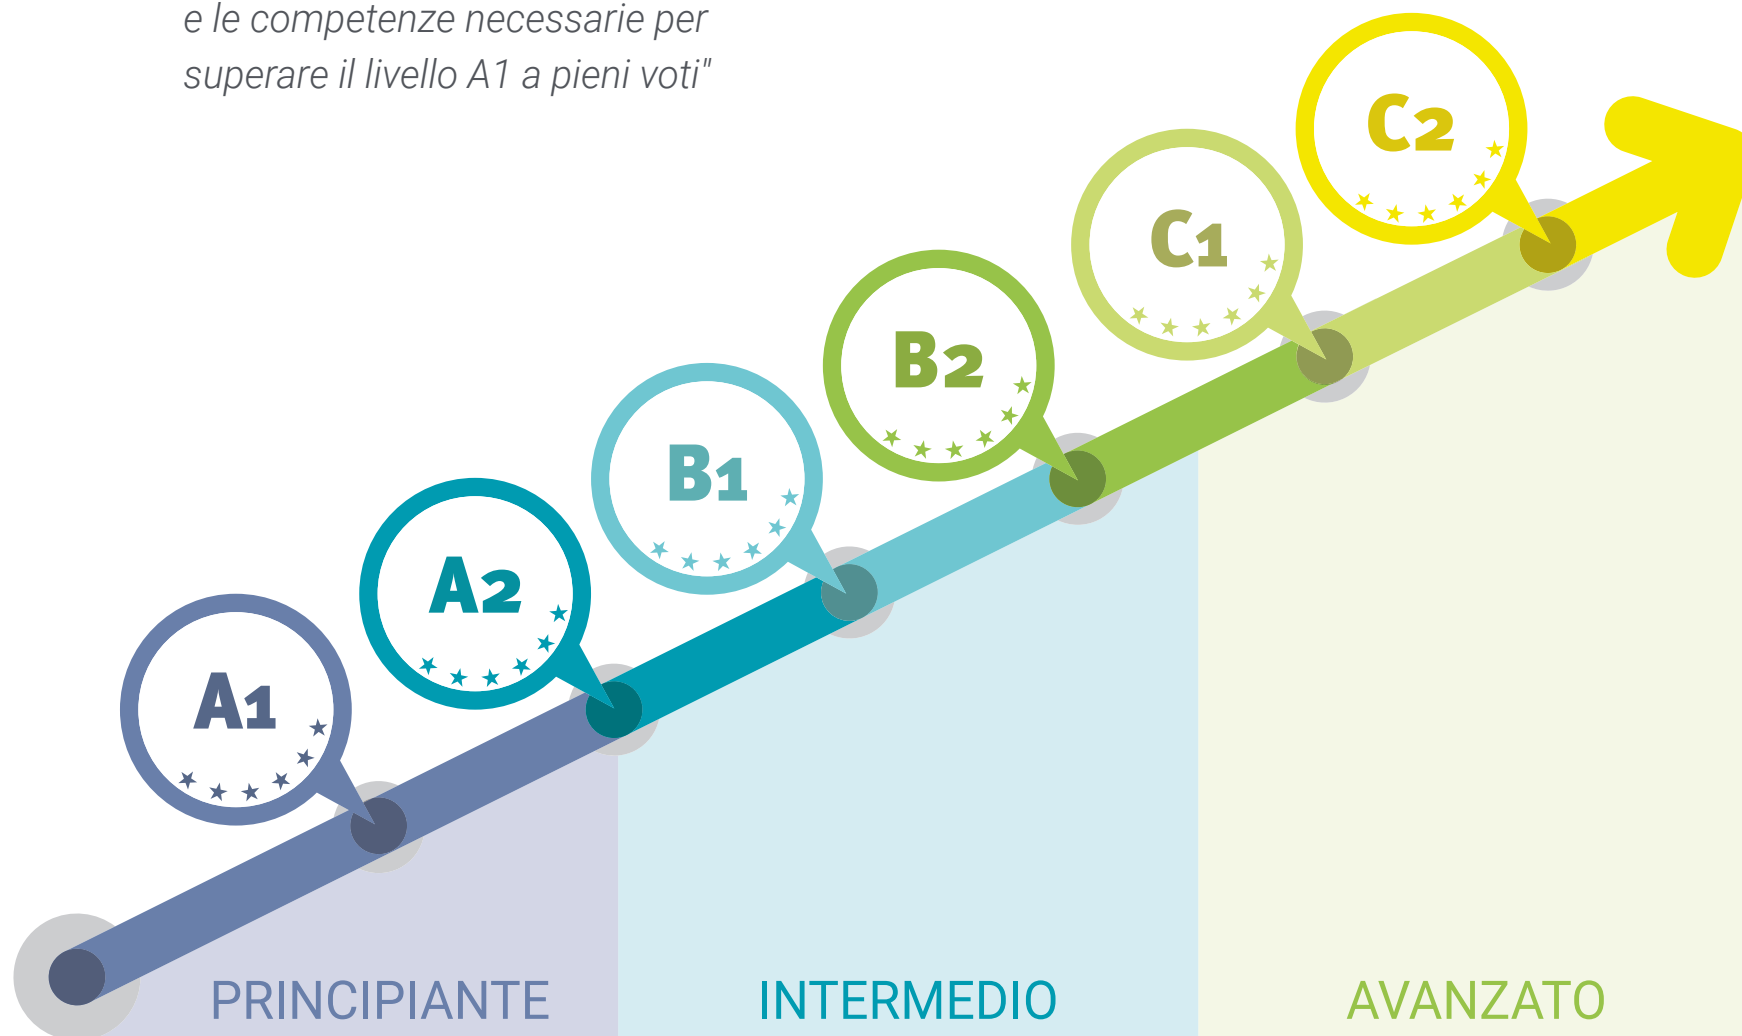 e le competenze necessarie per
superare il livello A1 a pieni voti"
C2
C1
B2
B1
A2
A1
PRINCIPIANTE
INTERMEDIO
AVANZATO